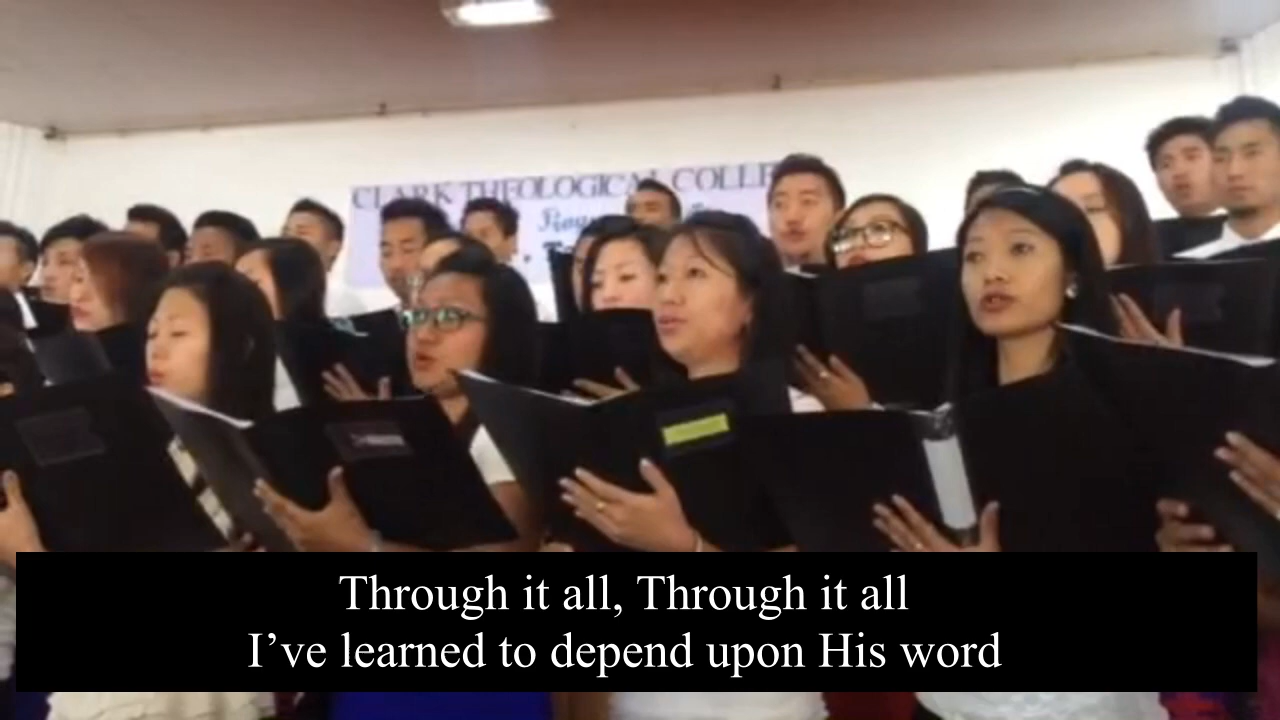 CLARK THEOLOGICAL COLLE
Through it all, Through it all
I’ve learned to depend upon His word